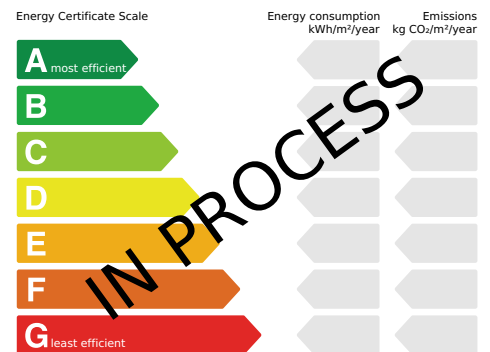 Energy Certificate Scale
Energy consumption
kWh/m²/year
Emissions
kg CO₂/m²/year
A most efficient
B
C
D
E
F
G least efficient
IN PROCESS